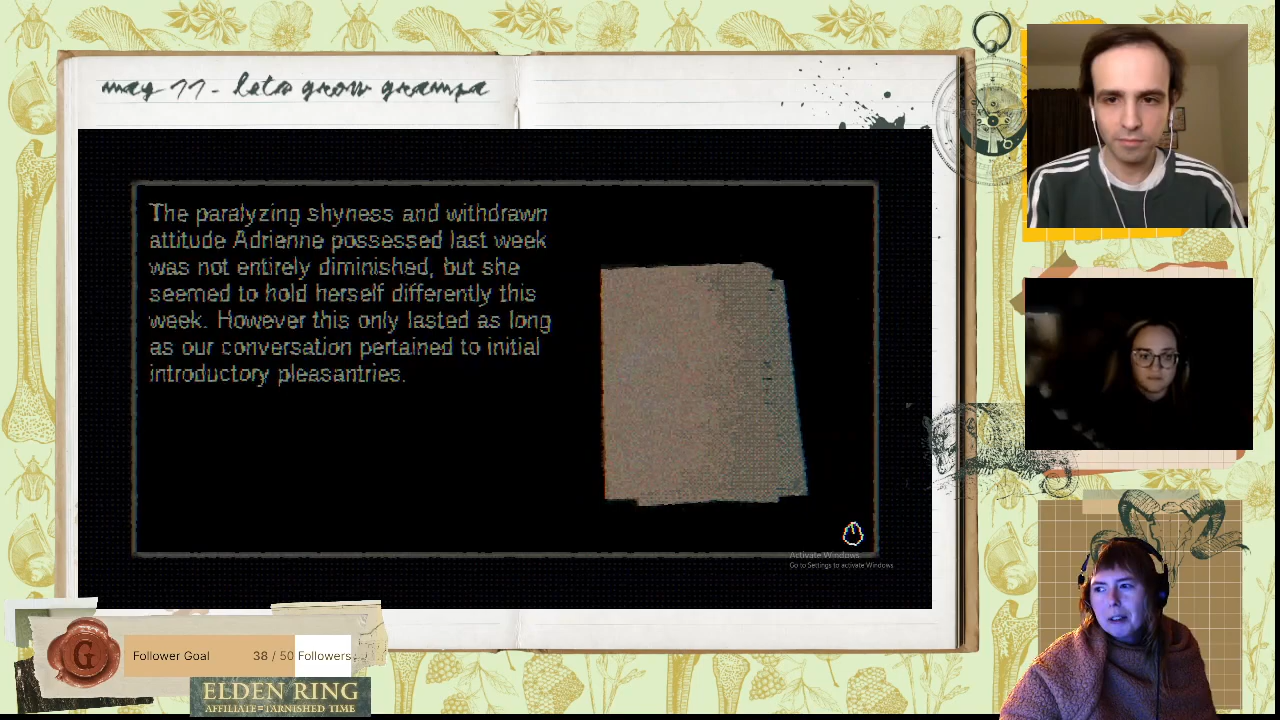 may 11 - lets grow grampa
The paralyzing shyness and withdrawn
attitude Adrienne possessed last week
was not entirely diminished, but she
seemed to hold herself differently this
week. However this only lasted as long
as our conversation pertained to initial
introductory pleasantries.
Activate Windows
Go to Settings to activate Windows
G
Follower Goal 38 / 50 Followers
ELDEN RING
AFFILIATE=TARNISHED TIME